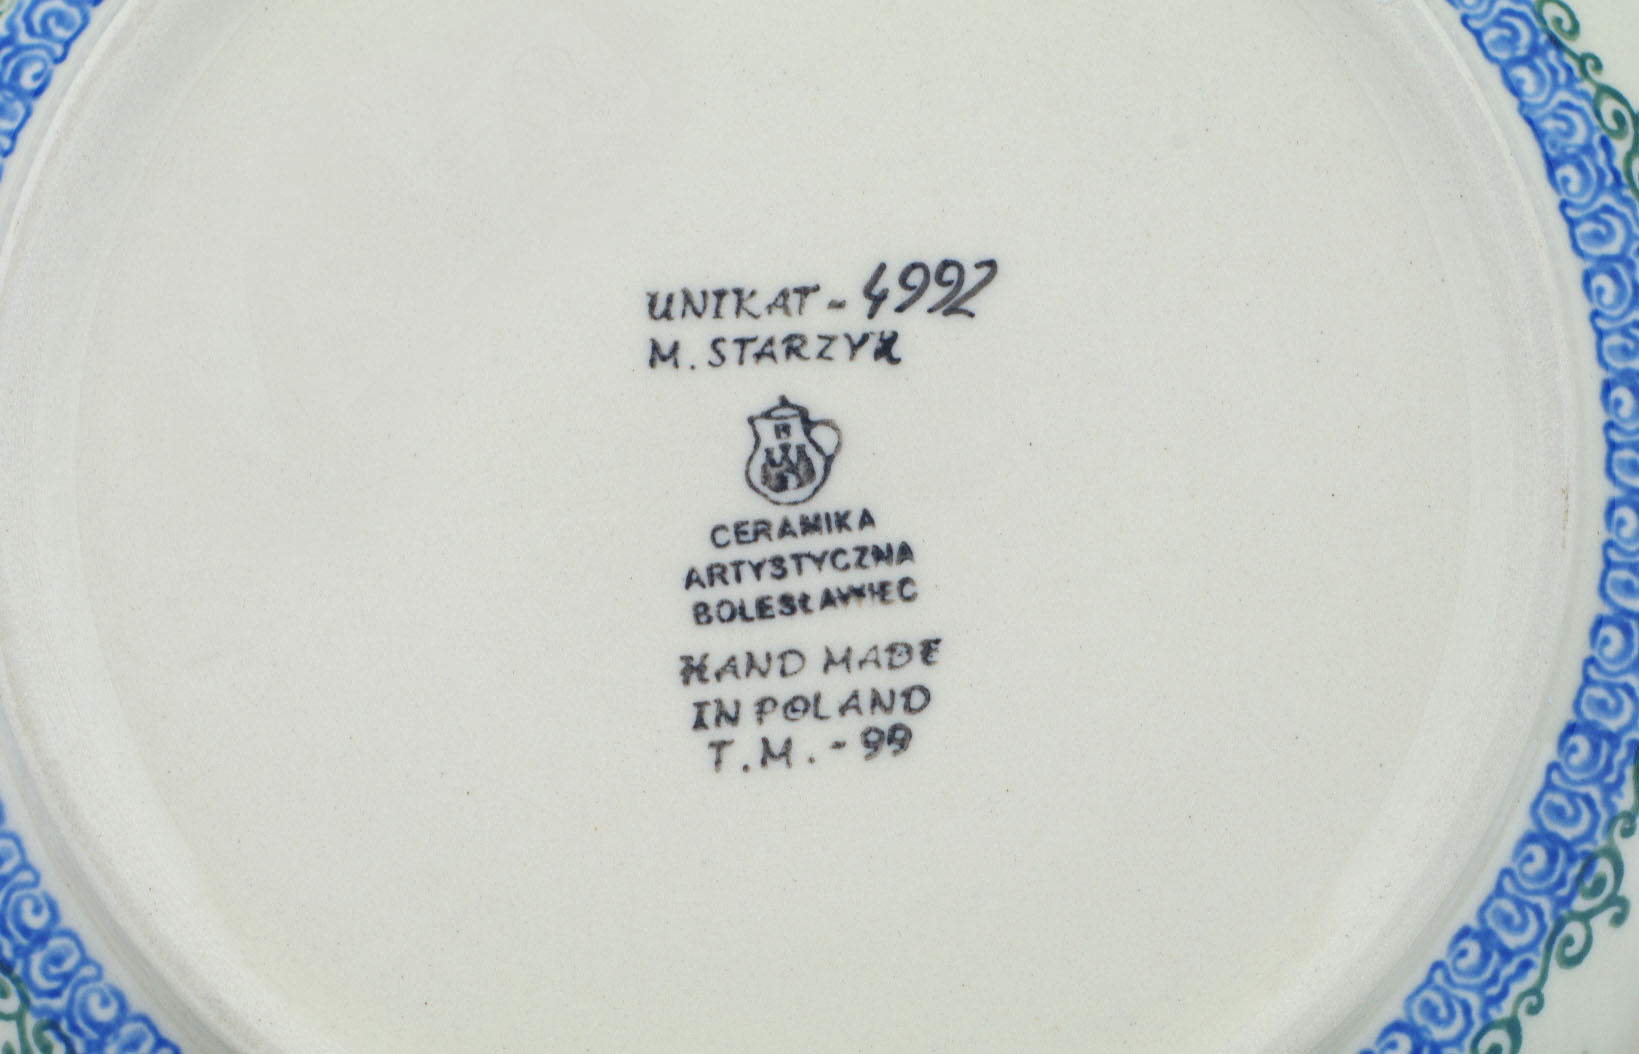 UNIKAT - 4992
M. STARZYK
B
CERAMIKA
ARTYSTYCZNA
BOLESŁAWIEC
HAND MADE
IN POLAND
T.M. - 99